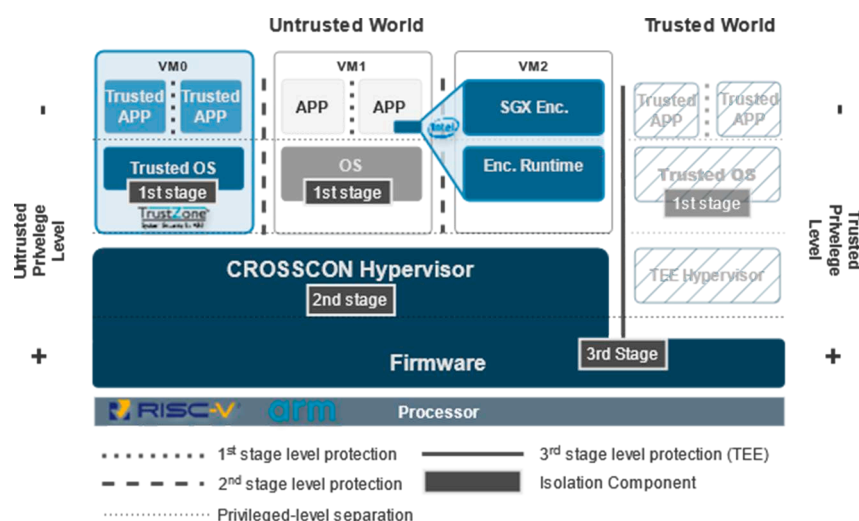 Untrusted World
Trusted World
VM0
VM1
VM2
Trusted APP
Trusted APP
APP
APP
SGX Enc.
Trusted APP
Trusted APP
intel
Trusted OS
1st stage
TrustZone
OS
1st stage
Enc. Runtime
Trusted OS
1st stage
Untrusted Privelege Level
-
+
Trusted Privelege Level
-
+
CROSSCON Hypervisor
2nd stage
TEE Hypervisor
Firmware
3rd Stage
RISC-V
arm
Processor
1st stage level protection
3rd stage level protection (TEE)
2nd stage level protection
Isolation Component
Privileged-level separation